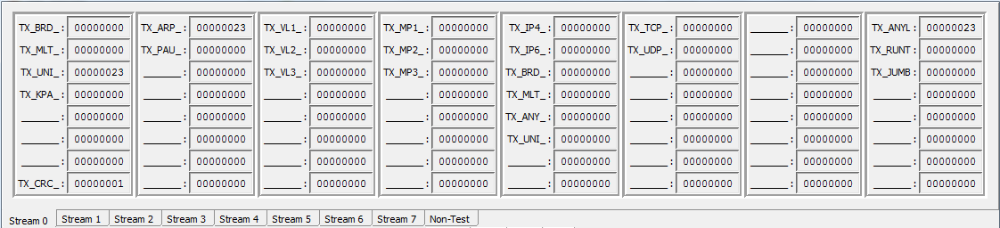 TX_BRD_: 00000000 TX_ARP_: 00000023 TX_VL1_: 00000000 TX_MP1_: 00000000 TX_IP4_: 00000000 TX_TCP_: 00000000 _______: 00000000 TX_ANYL: 00000023
TX_MLT_: 00000000 TX_PAU_: 00000000 TX_VL2_: 00000000 TX_MP2_: 00000000 TX_IP6_: 00000000 TX_UDP_: 00000000 _______: 00000000 TX_RUNT: 00000000
TX_UNI_: 00000023 _______: 00000000 TX_VL3_: 00000000 TX_MP3_: 00000000 TX_BRD_: 00000000 _______: 00000000 _______: 00000000 TX_JUMB: 00000000
TX_KPA_: 00000000 _______: 00000000 _______: 00000000 _______: 00000000 TX_MLT_: 00000000 _______: 00000000 _______: 00000000 _______: 00000000
_______: 00000000 _______: 00000000 _______: 00000000 _______: 00000000 TX_ANY_: 00000000 _______: 00000000 _______: 00000000 _______: 00000000
_______: 00000000 _______: 00000000 _______: 00000000 _______: 00000000 TX_UNI_: 00000000 _______: 00000000 _______: 00000000 _______: 00000000
_______: 00000000 _______: 00000000 _______: 00000000 _______: 00000000 _______: 00000000 _______: 00000000 _______: 00000000 _______: 00000000
TX_CRC_: 00000001 _______: 00000000 _______: 00000000 _______: 00000000 _______: 00000000 _______: 00000000 _______: 00000000 _______: 00000000
Stream 0 Stream 1 Stream 2 Stream 3 Stream 4 Stream 5 Stream 6 Stream 7 Non-Test